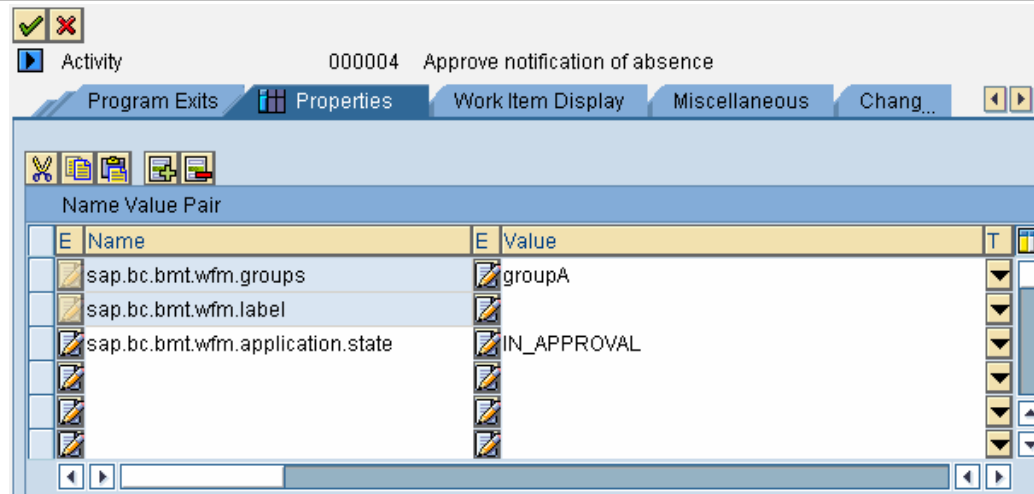 Activity 000004 Approve notification of absence
Program Exits Properties Work Item Display Miscellaneous Chang...
Name Value Pair
E Name E Value T
sap.bc.bmt.wfm.groups groupA
sap.bc.bmt.wfm.label
sap.bc.bmt.wfm.application.state IN_APPROVAL